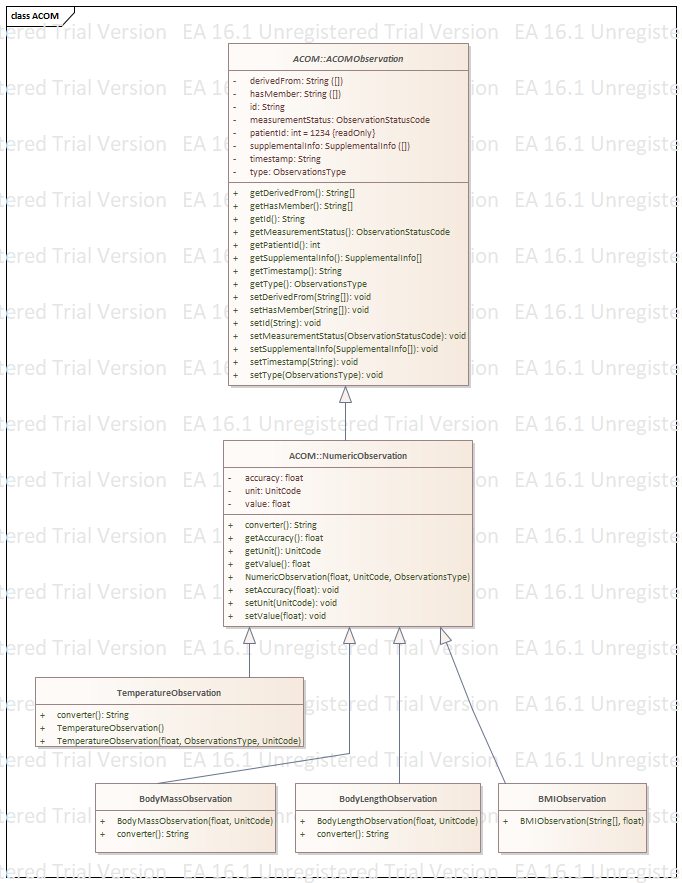 class ACOM
EA 16.1 Unregistered Trial Version
ACOM::ACOMObservation
- derivedFrom: String ([])
- hasMember: String ([])
- id: String
- measurementStatus: ObservationStatusCode
- patientId: int = 1234 {readOnly}
- supplementalInfo: SupplementalInfo ([])
- timestamp: String
- type: ObservationsType
+ getDerivedFrom(): String[]
+ getHasMember(): String[]
+ getId(): String
+ getMeasurementStatus(): ObservationStatusCode
+ getPatientId(): int
+ getSupplementalInfo(): SupplementalInfo[]
+ getTimestamp(): String
+ getType(): ObservationsType
+ setDerivedFrom(String[]): void
+ setHasMember(String[]): void
+ setId(String): void
+ setMeasurementStatus(ObservationStatusCode): void
+ setSupplementalInfo(SupplementalInfo[]): void
+ setTimestamp(String): void
+ setType(ObservationsType): void
ACOM::NumericObservation
- accuracy: float
- unit: UnitCode
- value: float
+ converter(): String
+ getAccuracy(): float
+ getUnit(): UnitCode
+ getValue(): float
+ NumericObservation(float, UnitCode, ObservationsType)
+ setAccuracy(float): void
+ setUnit(UnitCode): void
+ setValue(float): void
TemperatureObservation
+ converter(): String
+ TemperatureObservation()
+ TemperatureObservation(float, ObservationsType, UnitCode)
BodyMassObservation
+ BodyMassObservation(float, UnitCode)
+ converter(): String
BodyLengthObservation
+ BodyLengthObservation(float, UnitCode)
+ converter(): String
BMIObservation
+ BMIObservation(String[], float)